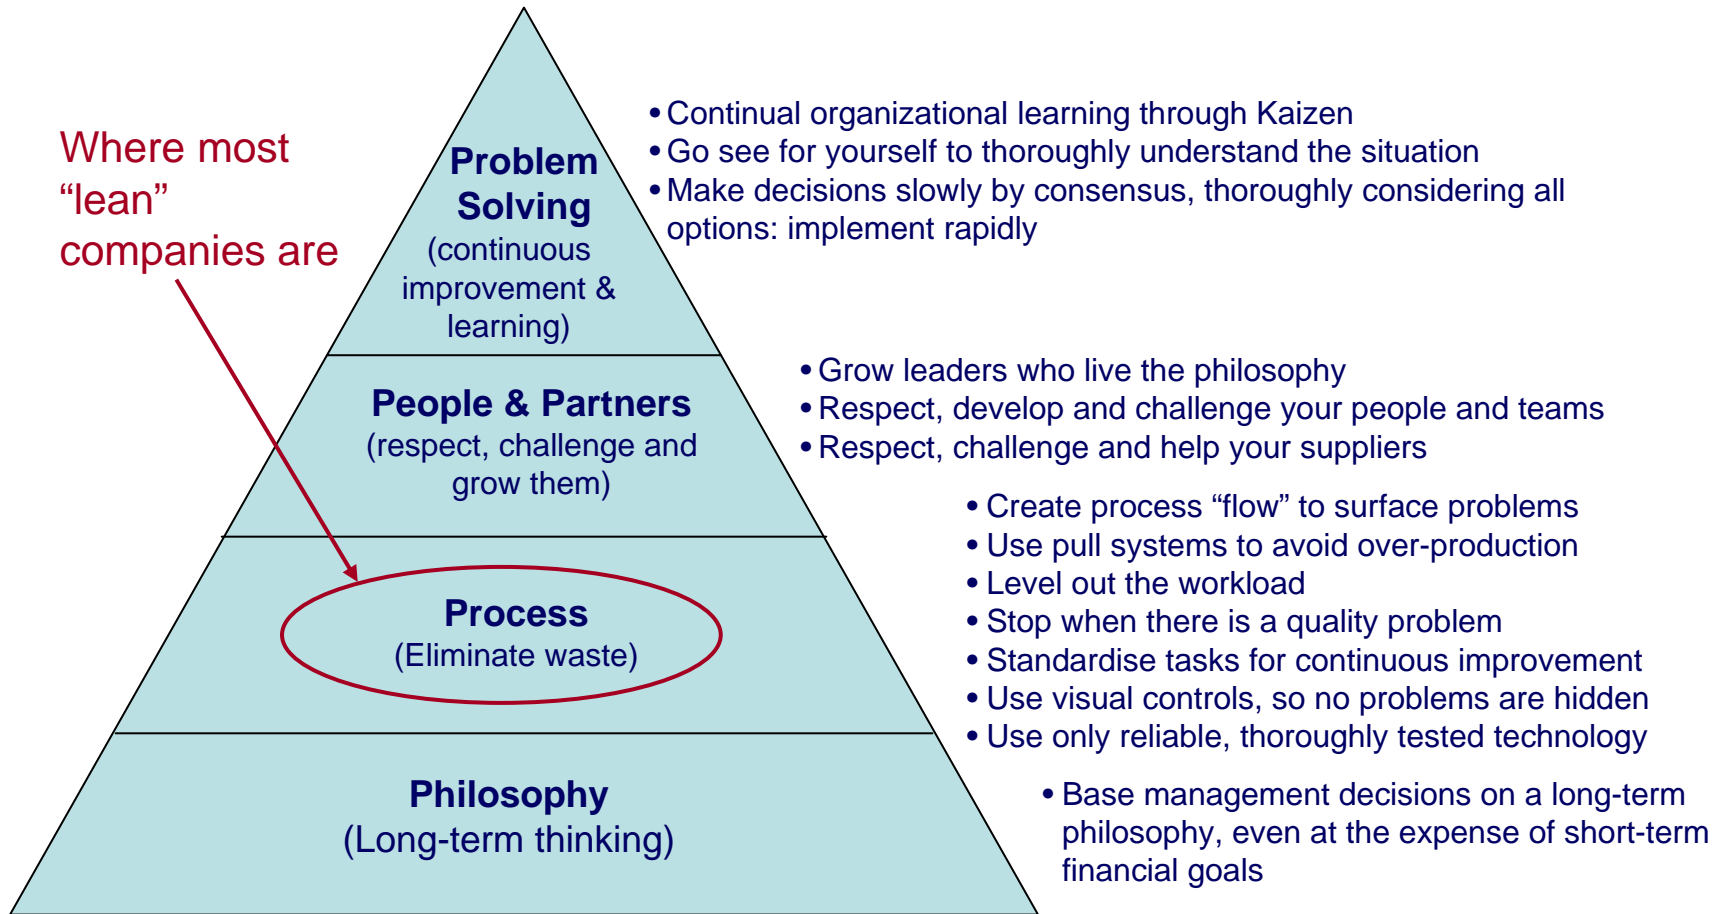 Where most
“lean”
companies are
Problem
Solving
(continuous
improvement &
learning)
• Continual organizational learning through Kaizen
• Go see for yourself to thoroughly understand the situation
• Make decisions slowly by consensus, thoroughly considering all
options: implement rapidly
People & Partners
(respect, challenge and
grow them)
• Grow leaders who live the philosophy
• Respect, develop and challenge your people and teams
• Respect, challenge and help your suppliers
Process
(Eliminate waste)
• Create process “flow” to surface problems
• Use pull systems to avoid over-production
• Level out the workload
• Stop when there is a quality problem
• Standardise tasks for continuous improvement
• Use visual controls, so no problems are hidden
• Use only reliable, thoroughly tested technology
Philosophy
(Long-term thinking)
• Base management decisions on a long-term
philosophy, even at the expense of short-term
financial goals